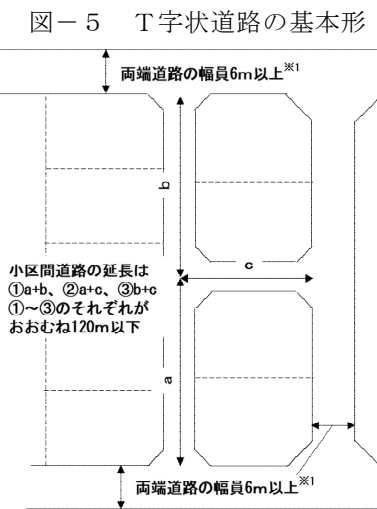 図－５　Ｔ字状道路の基本形
両端道路の幅員6m以上※1
b
c
小区間道路の延長は
①a+b、②a+c、③b+c
①～③のそれぞれが
おおむね120m以下
a
両端道路の幅員6m以上※1